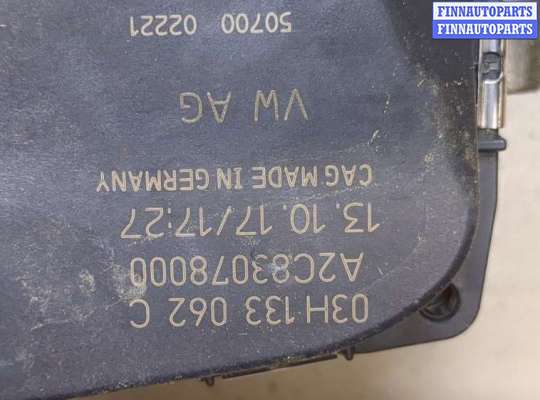 03H 133 062 C
A2C83078000
13.10.17/17:27
CAG MADE IN GERMANY
VW AG
50700 02221
FINNAUTOPARTS
FINNAUTOPARTS